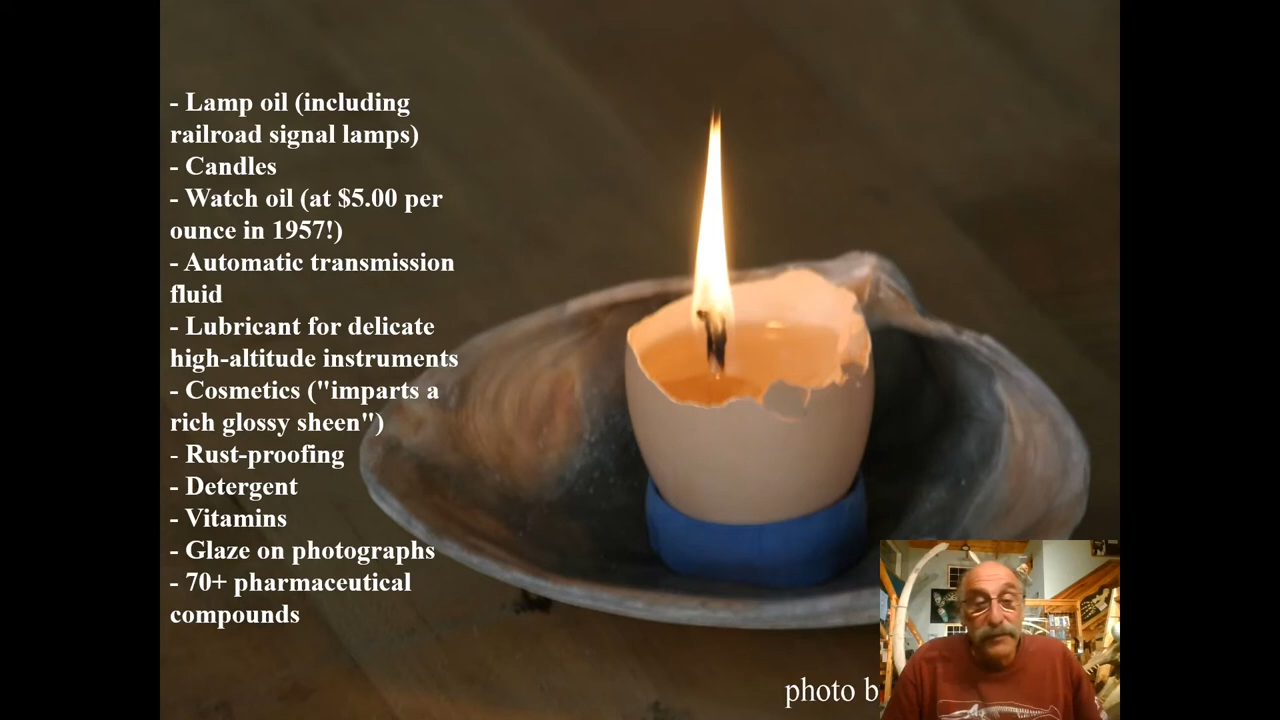 - Lamp oil (including
railroad signal lamps)
- Candles
- Watch oil (at $5.00 per
ounce in 1957!)
- Automatic transmission
fluid
- Lubricant for delicate
high-altitude instruments
- Cosmetics ("imparts a
rich glossy sheen")
- Rust-proofing
- Detergent
- Vitamins
- Glaze on photographs
- 70+ pharmaceutical
compounds
photo b